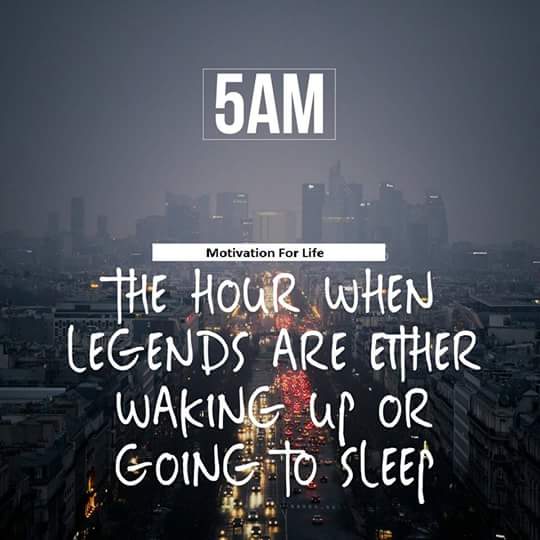 5AM
Motivation For Life
THE HOUR WHEN
LEGENDS ARE EITHER
WAKING UP OR
GOING TO SLEEP